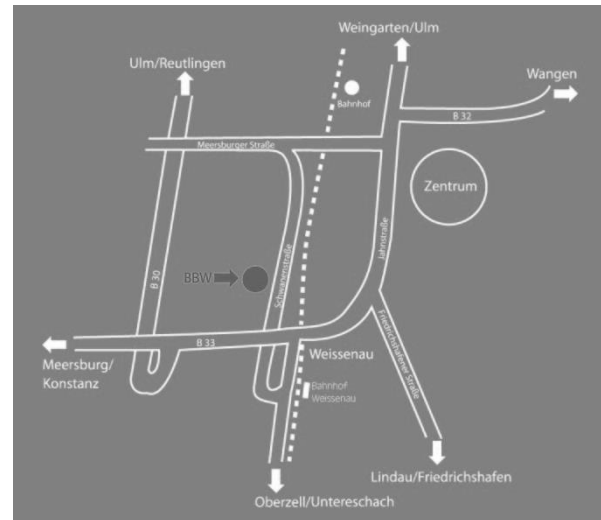 Weingarten/Ulm
Ulm/Reutlingen
Wangen
Bahnhof
B 32
Meersburger Straße
Zentrum
Jahnstraße
Schwanenstraße
BBW
B 30
B 33
Friedrichshafener Straße
Weissenau
Meersburg/
Konstanz
Bahnhof
Weissenau
Lindau/Friedrichshafen
Oberzell/Untereschach